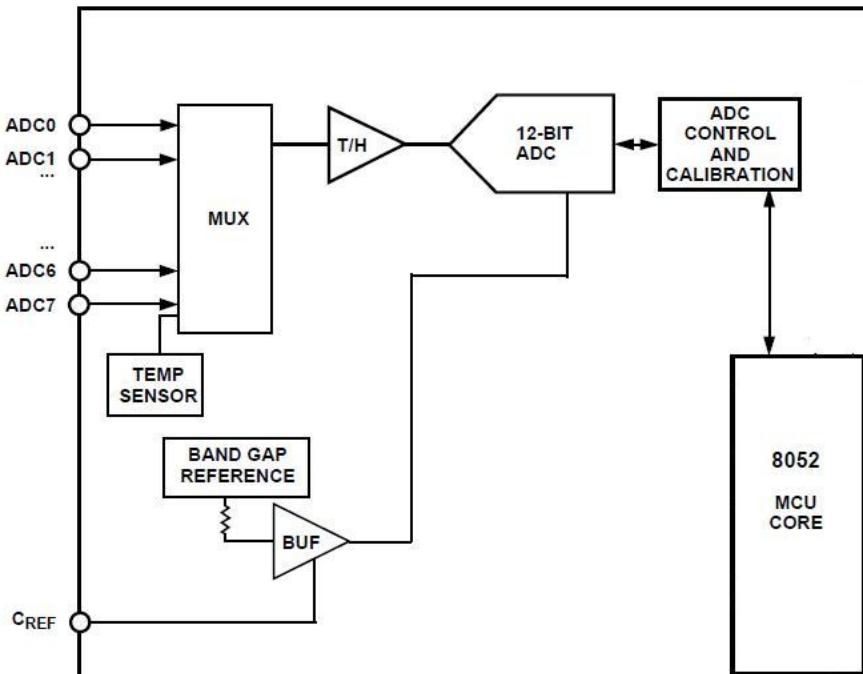 ADC0
ADC1
...
...
ADC6
ADC7
MUX
T/H
12-BIT
ADC
ADC
CONTROL
AND
CALIBRATION
TEMP
SENSOR
BAND GAP
REFERENCE
BUF
CREF
8052
MCU
CORE